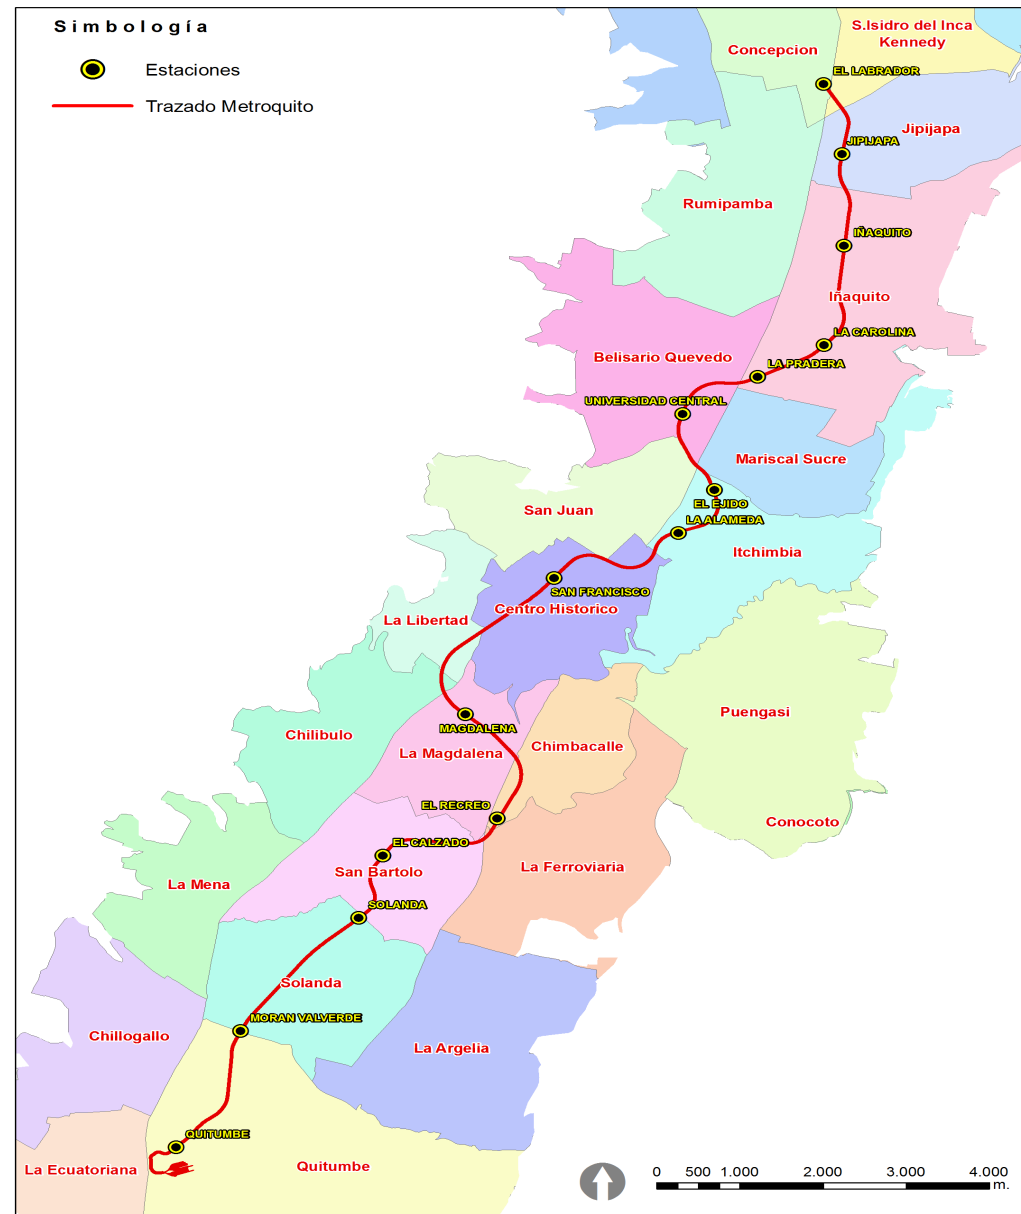 Simbología
Estaciones
Trazado Metroquito
S.Isidro del Inca
Kennedy
Concepcion
EL LABRADOR
Jipijapa
JIPIJAPA
Rumipamba
IÑAQUITO
Iñaquito
LA CAROLINA
Belisario Quevedo
LA PRADERA
UNIVERSIDAD CENTRAL
Mariscal Sucre
EL EJIDO
San Juan
LA ALAMEDA
Itchimbia
SAN FRANCISCO
Centro Historico
La Libertad
Puengasi
MAGDALENA
Chilibulo
Chimbacalle
La Magdalena
EL RECREO
Conocoto
EL CALZADO
La Ferroviaria
San Bartolo
La Mena
SOLANDA
Solanda
MORAN VALVERDE
Chillogallo
La Argelia
QUITUMBE
Quitumbe
La Ecuatoriana
0 500 1.000 2.000 3.000 4.000
m.